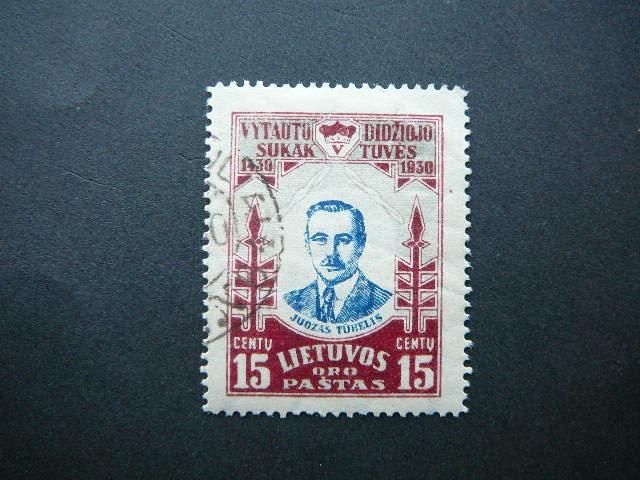 VYTAUTO DIDŽIOJO
SUKAK V TUVĖS
1430 1930
JUOZAS TŪBELIS
CENTŲ LIETUVOS CENTŲ
15 ORO 15
PAŠTAS